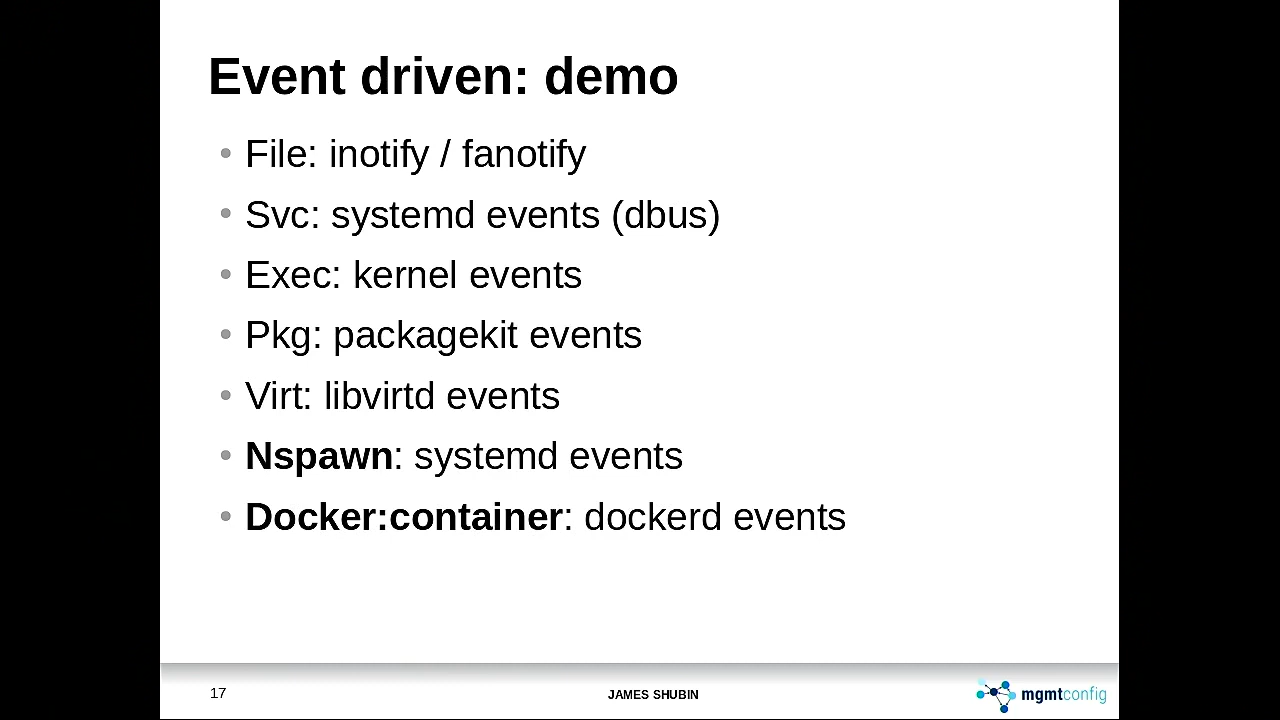 Event driven: demo
• File: inotify / fanotify
• Svc: systemd events (dbus)
• Exec: kernel events
• Pkg: packagekit events
• Virt: libvirtd events
• Nspawn: systemd events
• Docker:container: dockerd events
17
JAMES SHUBIN
mgmtconfig